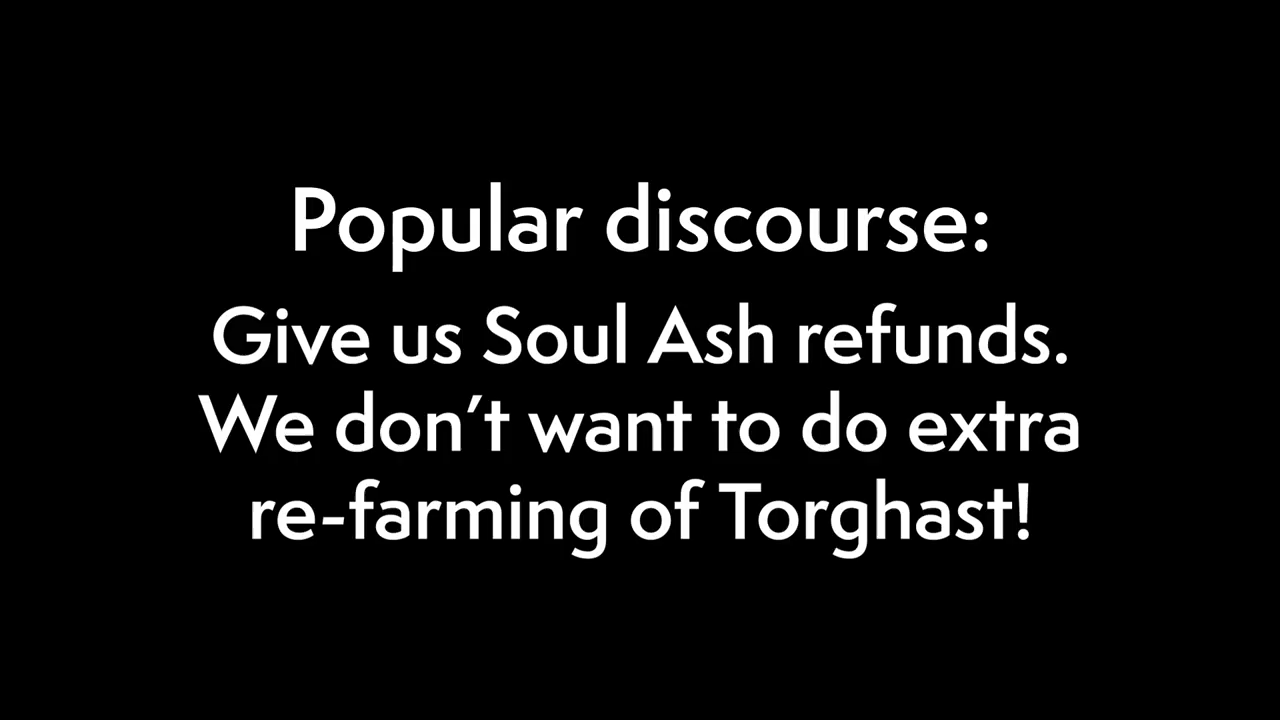 Popular discourse:
Give us Soul Ash refunds.
We don’t want to do extra
re-farming of Torghast!